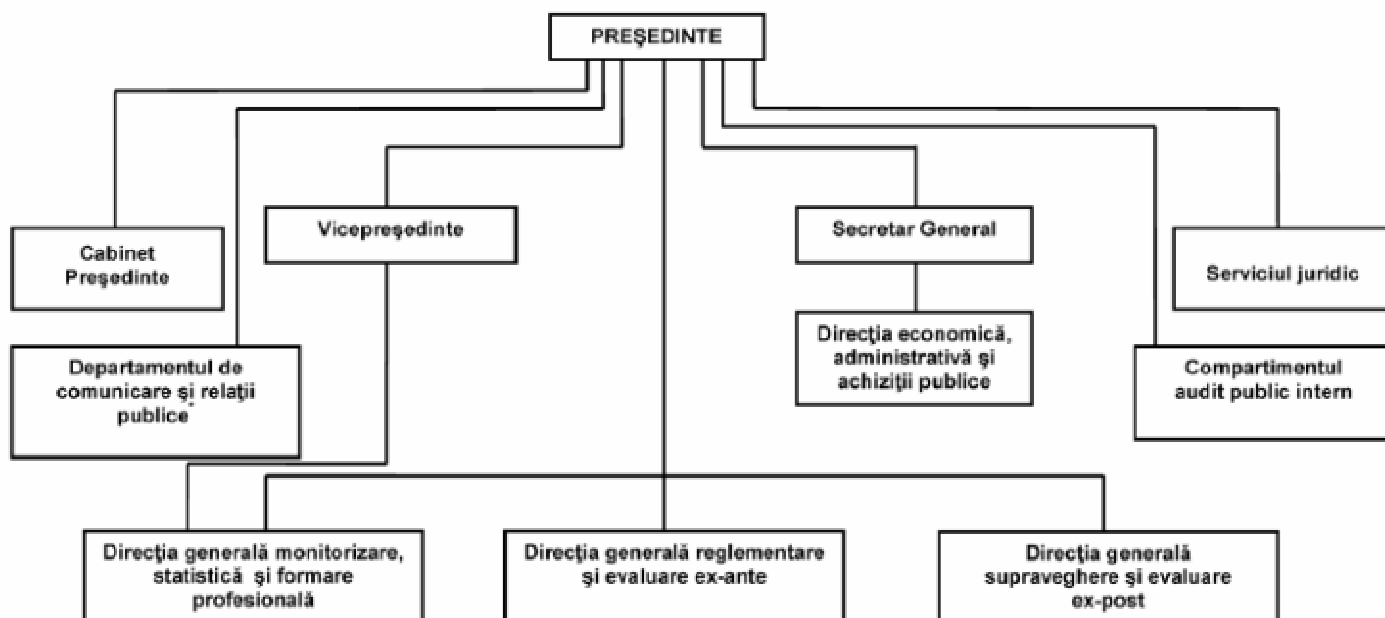 PREŞEDINTE
Vicepreşedinte
Secretar General
Cabinet
Preşedinte
Serviciul juridic
Departamentul de
comunicare şi relaţii
publice*
Direcţia economică,
administrativă şi
achiziţii publice
Compartimentul
audit public intern
Direcţia generală monitorizare,
statistică şi formare
profesională
Direcţia generală reglementare
şi evaluare ex-ante
Direcţia generală
supraveghere şi evaluare
ex-post